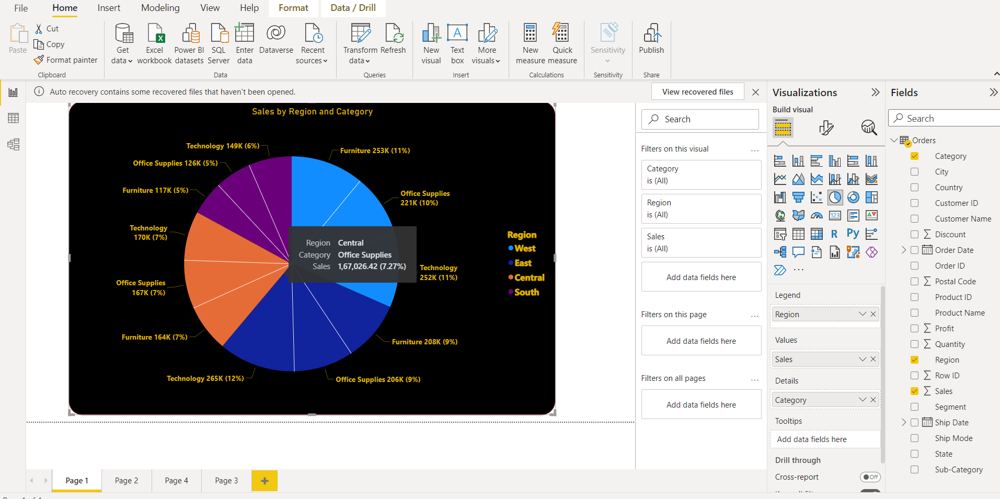 File
Home
Insert
Modeling
View
Help
Format
Data / Drill
Paste
Cut
Copy
Format painter
Clipboard
Get data
Excel workbook
Power BI datasets
SQL Server
Enter data
Dataverse
Recent sources
Data
Transform data
Refresh
Queries
New visual
Text box
A
More visuals
Insert
New measure
Quick measure
Calculations
Sensitivity
Sensitivity
Publish
Share
Auto recovery contains some recovered files that haven't been opened.
View recovered files
Sales by Region and Category
Technology 149K (6%)
Furniture 253K (11%)
Office Supplies 126K (5%)
Furniture 117K (5%)
Office Supplies
221K (10%)
Technology
170K (7%)
Region Central
Category Office Supplies
Sales 1,67,026.42 (7.27%)
Technology
252K (11%)
Office Supplies
167K (7%)
Furniture 164K (7%)
Furniture 208K (9%)
Technology 265K (12%)
Office Supplies 206K (9%)
Region
West
East
Central
South
Search
Filters on this visual
...
Category
is (All)
Region
is (All)
Sales
is (All)
Add data fields here
Filters on this page
...
Add data fields here
Filters on all pages
...
Add data fields here
Visualizations
Build visual
123
R
Py
...
Legend
Region
Values
Sales
Details
Category
Tooltips
Add data fields here
Drill through
Cross-report
Off
Fields
Search
Orders
Category
City
Country
Customer ID
Customer Name
Σ Discount
Order Date
Order ID
Σ Postal Code
Product ID
Product Name
Σ Profit
Σ Quantity
Region
Σ Row ID
Σ Sales
Segment
Ship Date
Ship Mode
State
Sub-Category
Page 1
Page 2
Page 4
Page 3
+